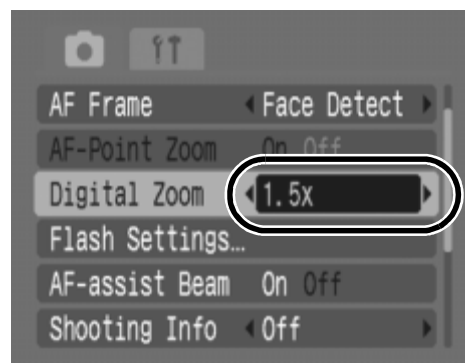 AF Frame Face Detect
AF-Point Zoom On Off
Digital Zoom 1.5x
Flash Settings…
AF-assist Beam On Off
Shooting Info Off